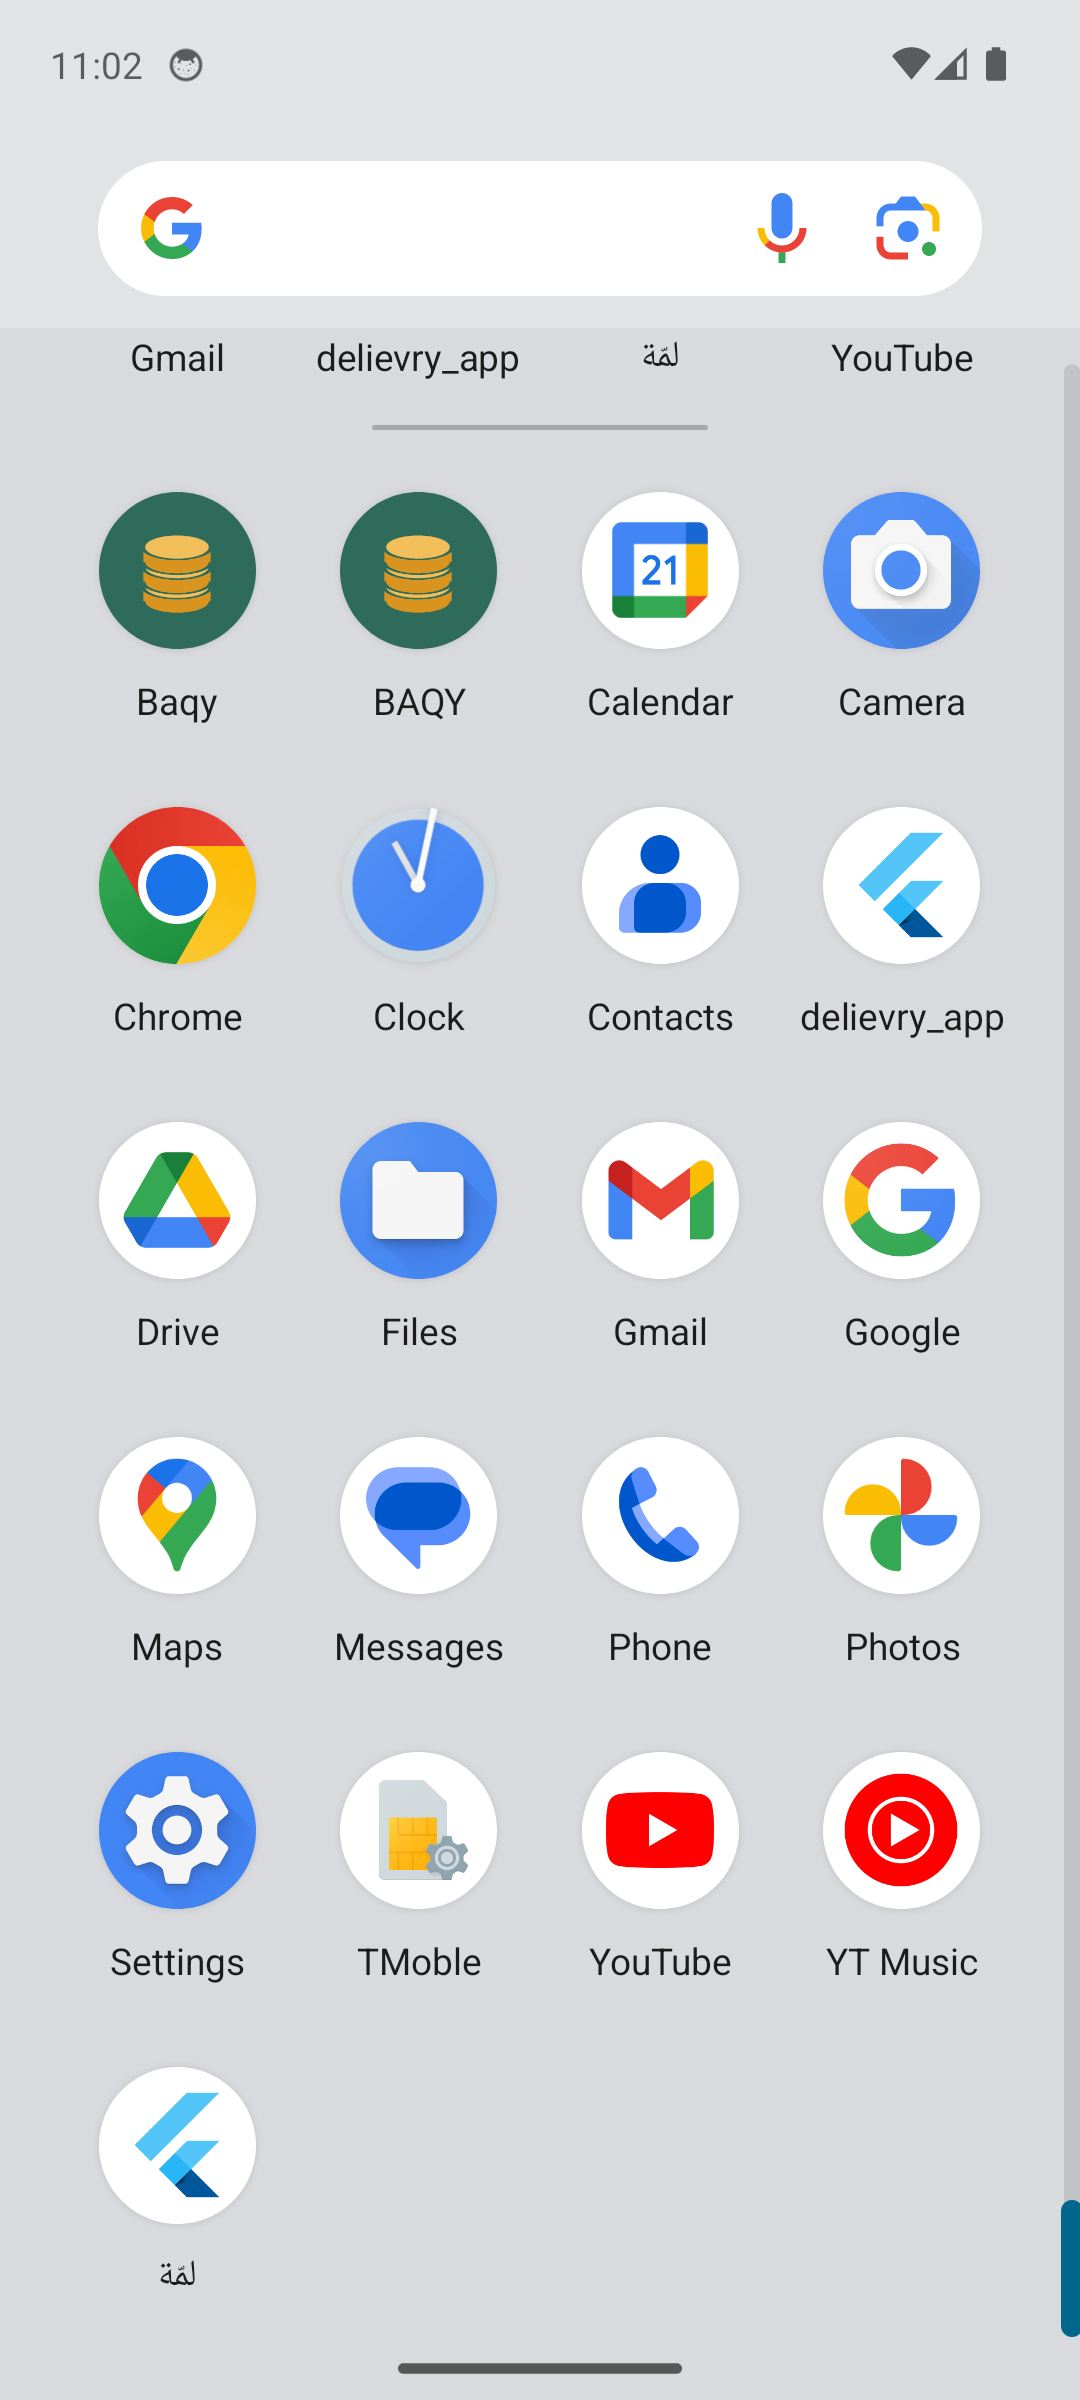 11:02
Gmail
delievry_app
لمّة
YouTube
Baqy
BAQY
21
Calendar
Camera
Chrome
Clock
Contacts
delievry_app
Drive
Files
Gmail
Google
Maps
Messages
Phone
Photos
Settings
TMoble
YouTube
YT Music
لمّة